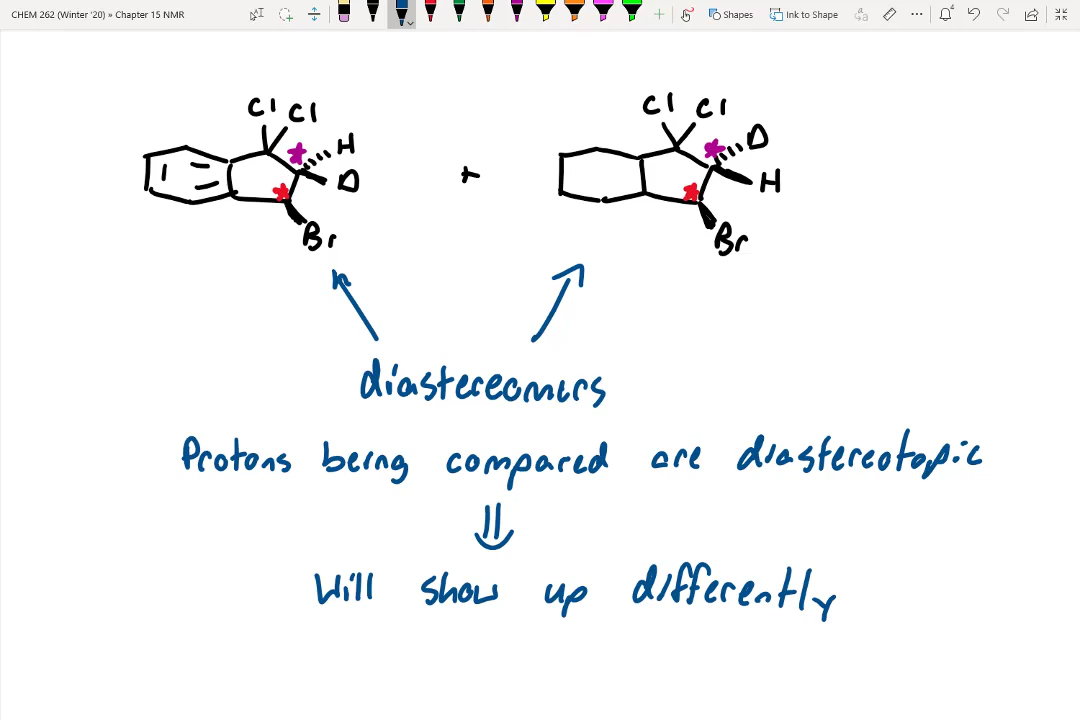 CHEM 262 (Winter '20) » Chapter 15 NMR
Shapes
Ink to Shape
Cl Cl
H
D
Br
+
Cl Cl
D
H
Br
diastereomers
Protons being compared are diastereotopic
⇓
Will show up differently